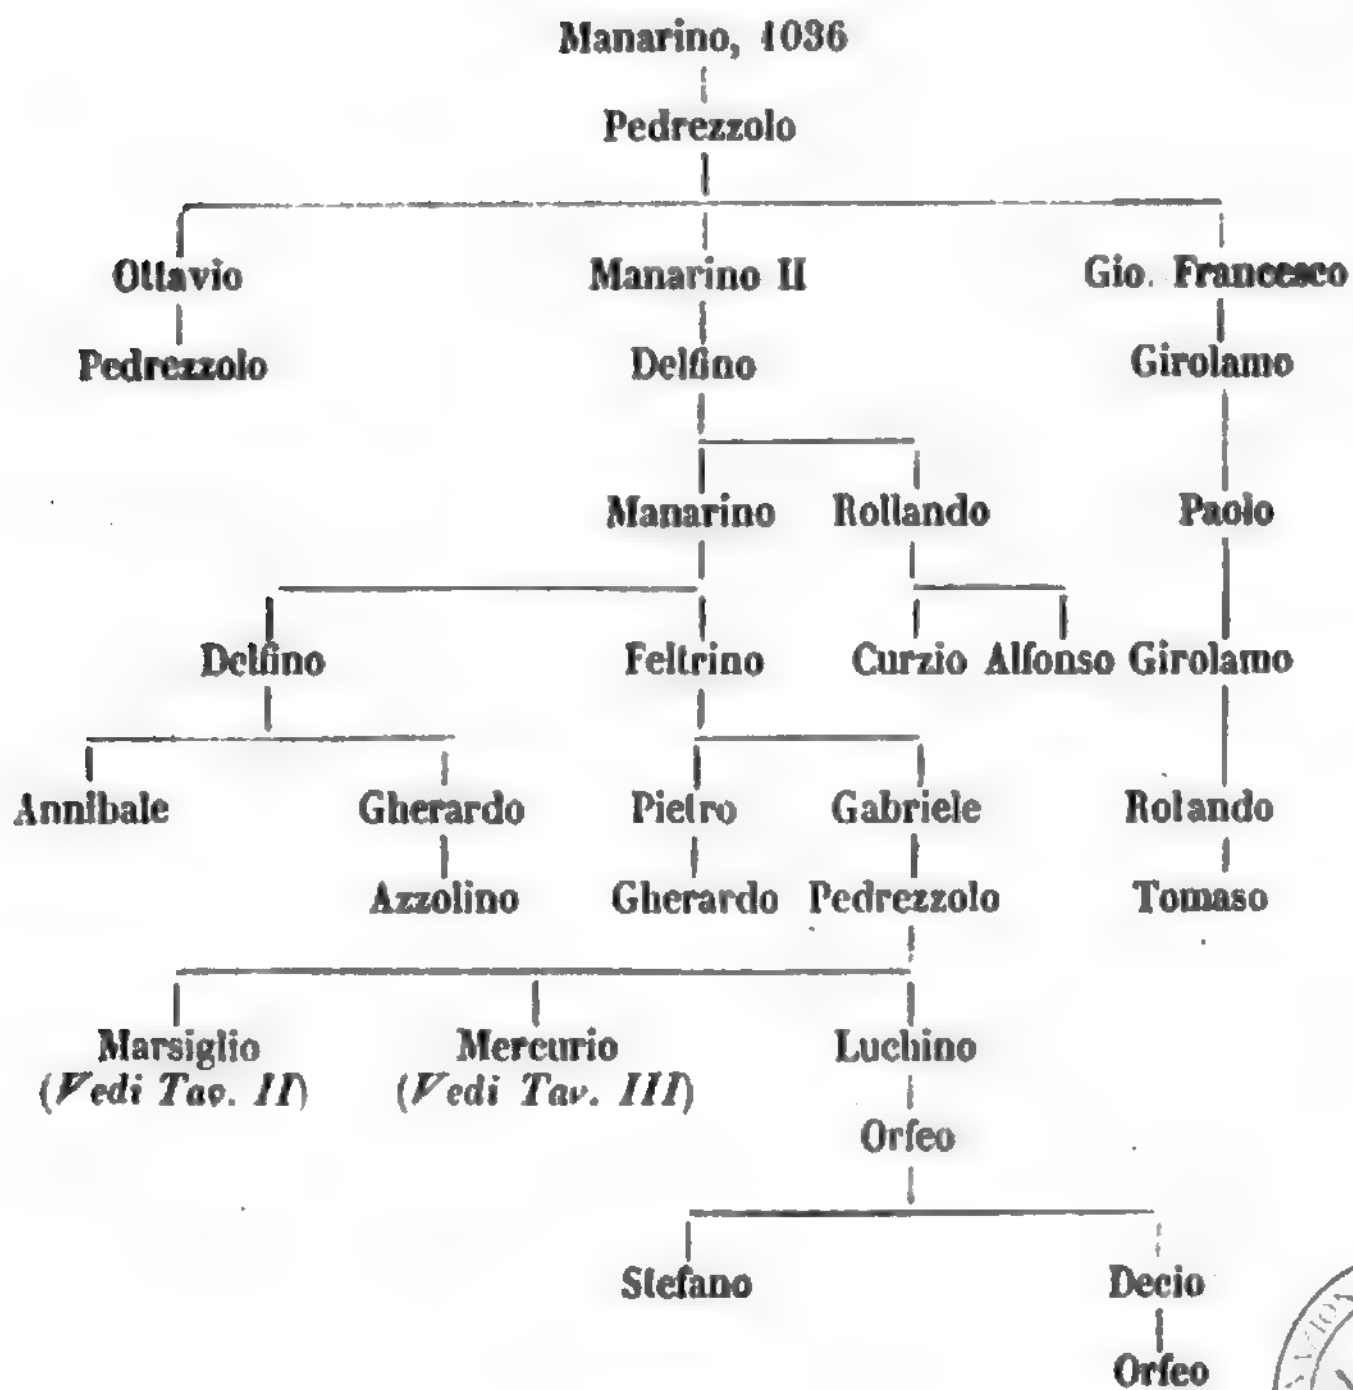 Manarino, 1036
Pedrezzolo
Ottavio Manarino II Gio. Francesco
Pedrezzolo Delfino Girolamo
Manarino Rollando Paolo
Delfino Feltrino Curzio Alfonso Girolamo
Annibale Gherardo Pietro Gabriele Rolando
Azzolino Gherardo Pedrezzolo Tomaso
Marsiglio Mercurio Luchino
(Vedi Tav. II) (Vedi Tav. III)
Orfeo
Stefano Decio
Orfeo